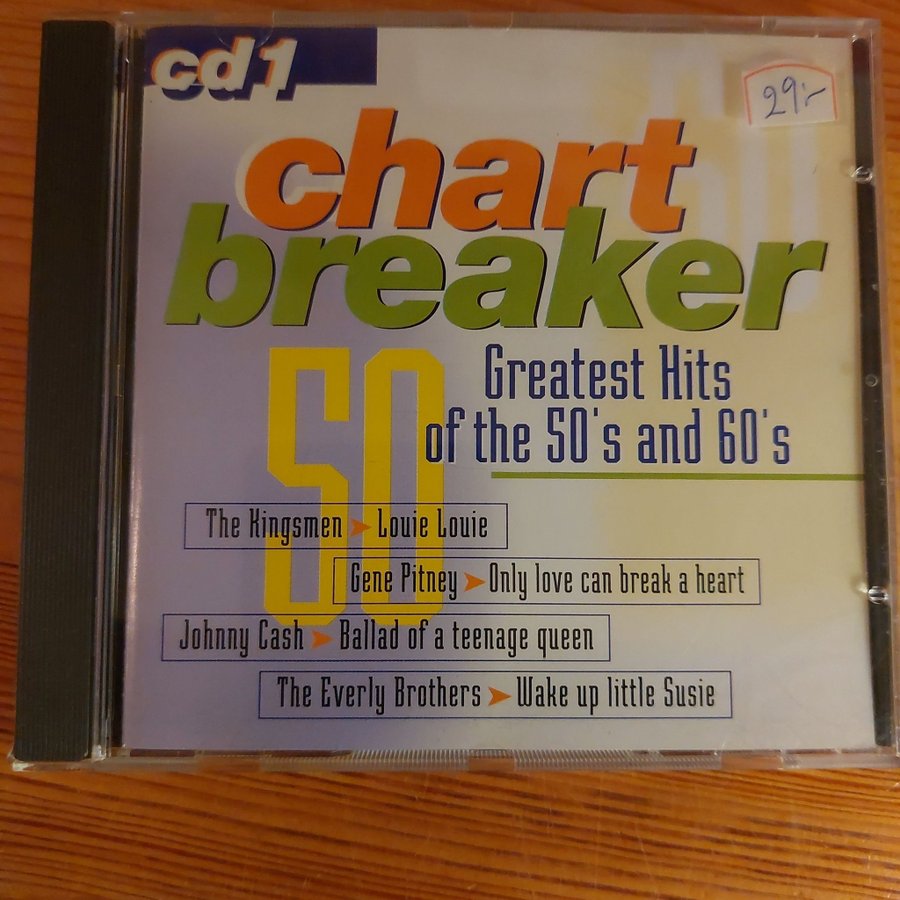 cd1
29:-
chart
breaker
50
Greatest Hits
of the 50's and 60's
The Kingsmen ➤ Louie Louie
Gene Pitney ➤ Only love can break a heart
Johnny Cash ➤ Ballad of a teenage queen
The Everly Brothers ➤ Wake up little Susie